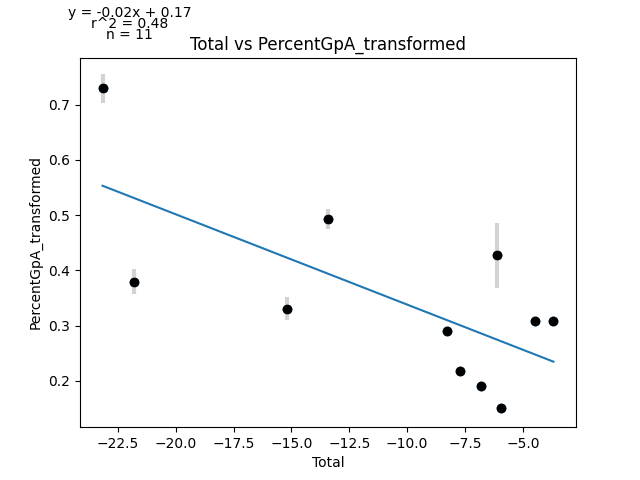 y = -0.02x + 0.17
r^2 = 0.48
n = 11
Total vs PercentGpA_transformed
PercentGpA_transformed
0.7
0.6
0.5
0.4
0.3
0.2
−22.5 −20.0 −17.5 −15.0 −12.5 −10.0 −7.5 −5.0
Total